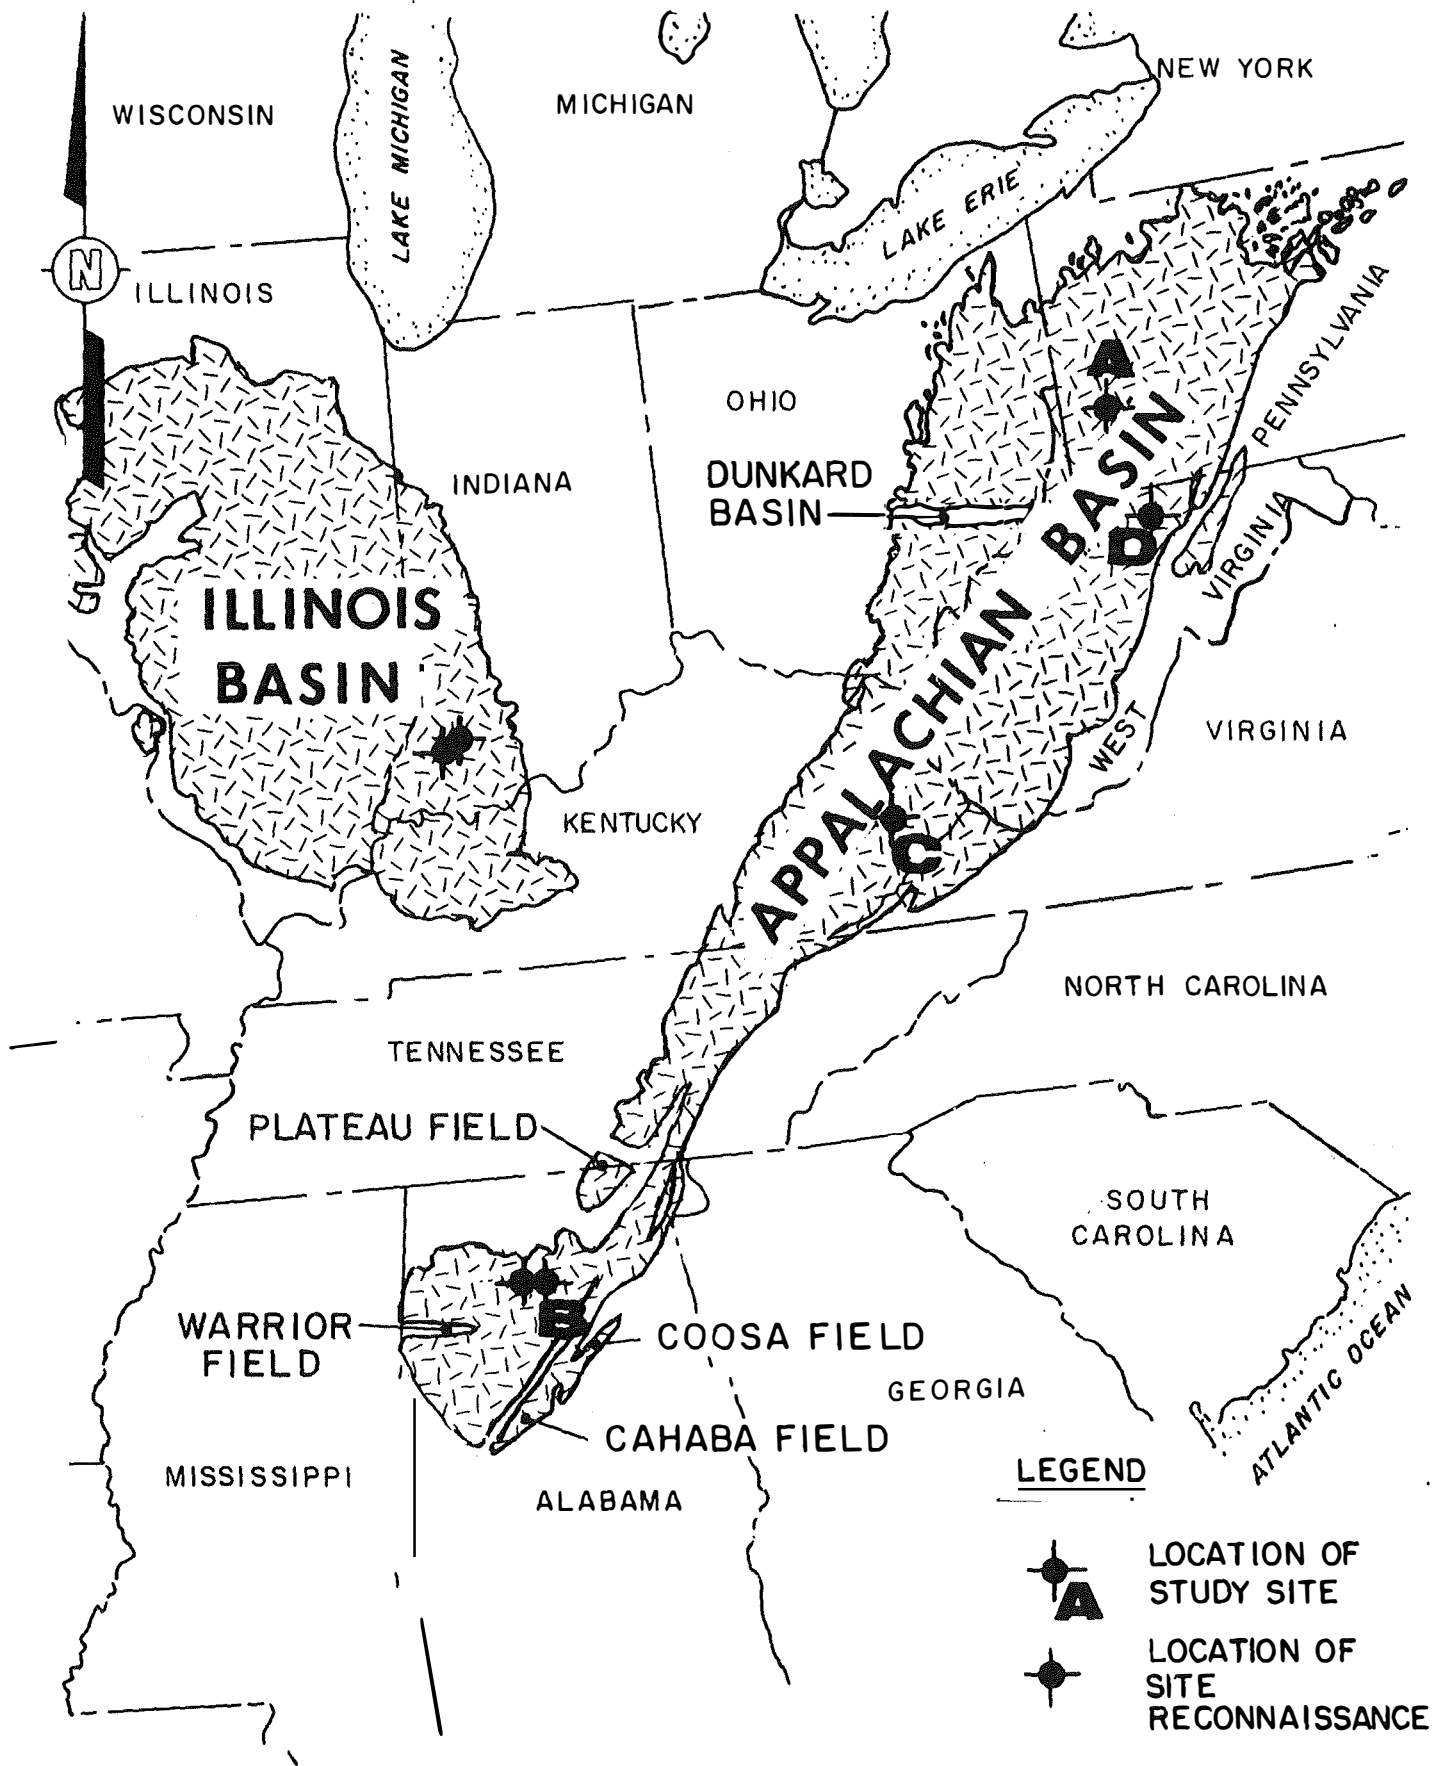 NEW YORK
MICHIGAN
WISCONSIN
LAKE MICHIGAN
LAKE ERIE
N
ILLINOIS
PENNSYLVANIA
A
OHIO
INDIANA
DUNKARD
BASIN
APPALACHIAN BASIN
D
VIRGINIA
WEST
ILLINOIS
BASIN
VIRGINIA
KENTUCKY
C
NORTH CAROLINA
TENNESSEE
PLATEAU FIELD
SOUTH
CAROLINA
WARRIOR
FIELD
B
COOSA FIELD
ATLANTIC OCEAN
GEORGIA
CAHABA FIELD
MISSISSIPPI
ALABAMA
LEGEND
A
LOCATION OF
STUDY SITE
LOCATION OF
SITE
RECONNAISSANCE